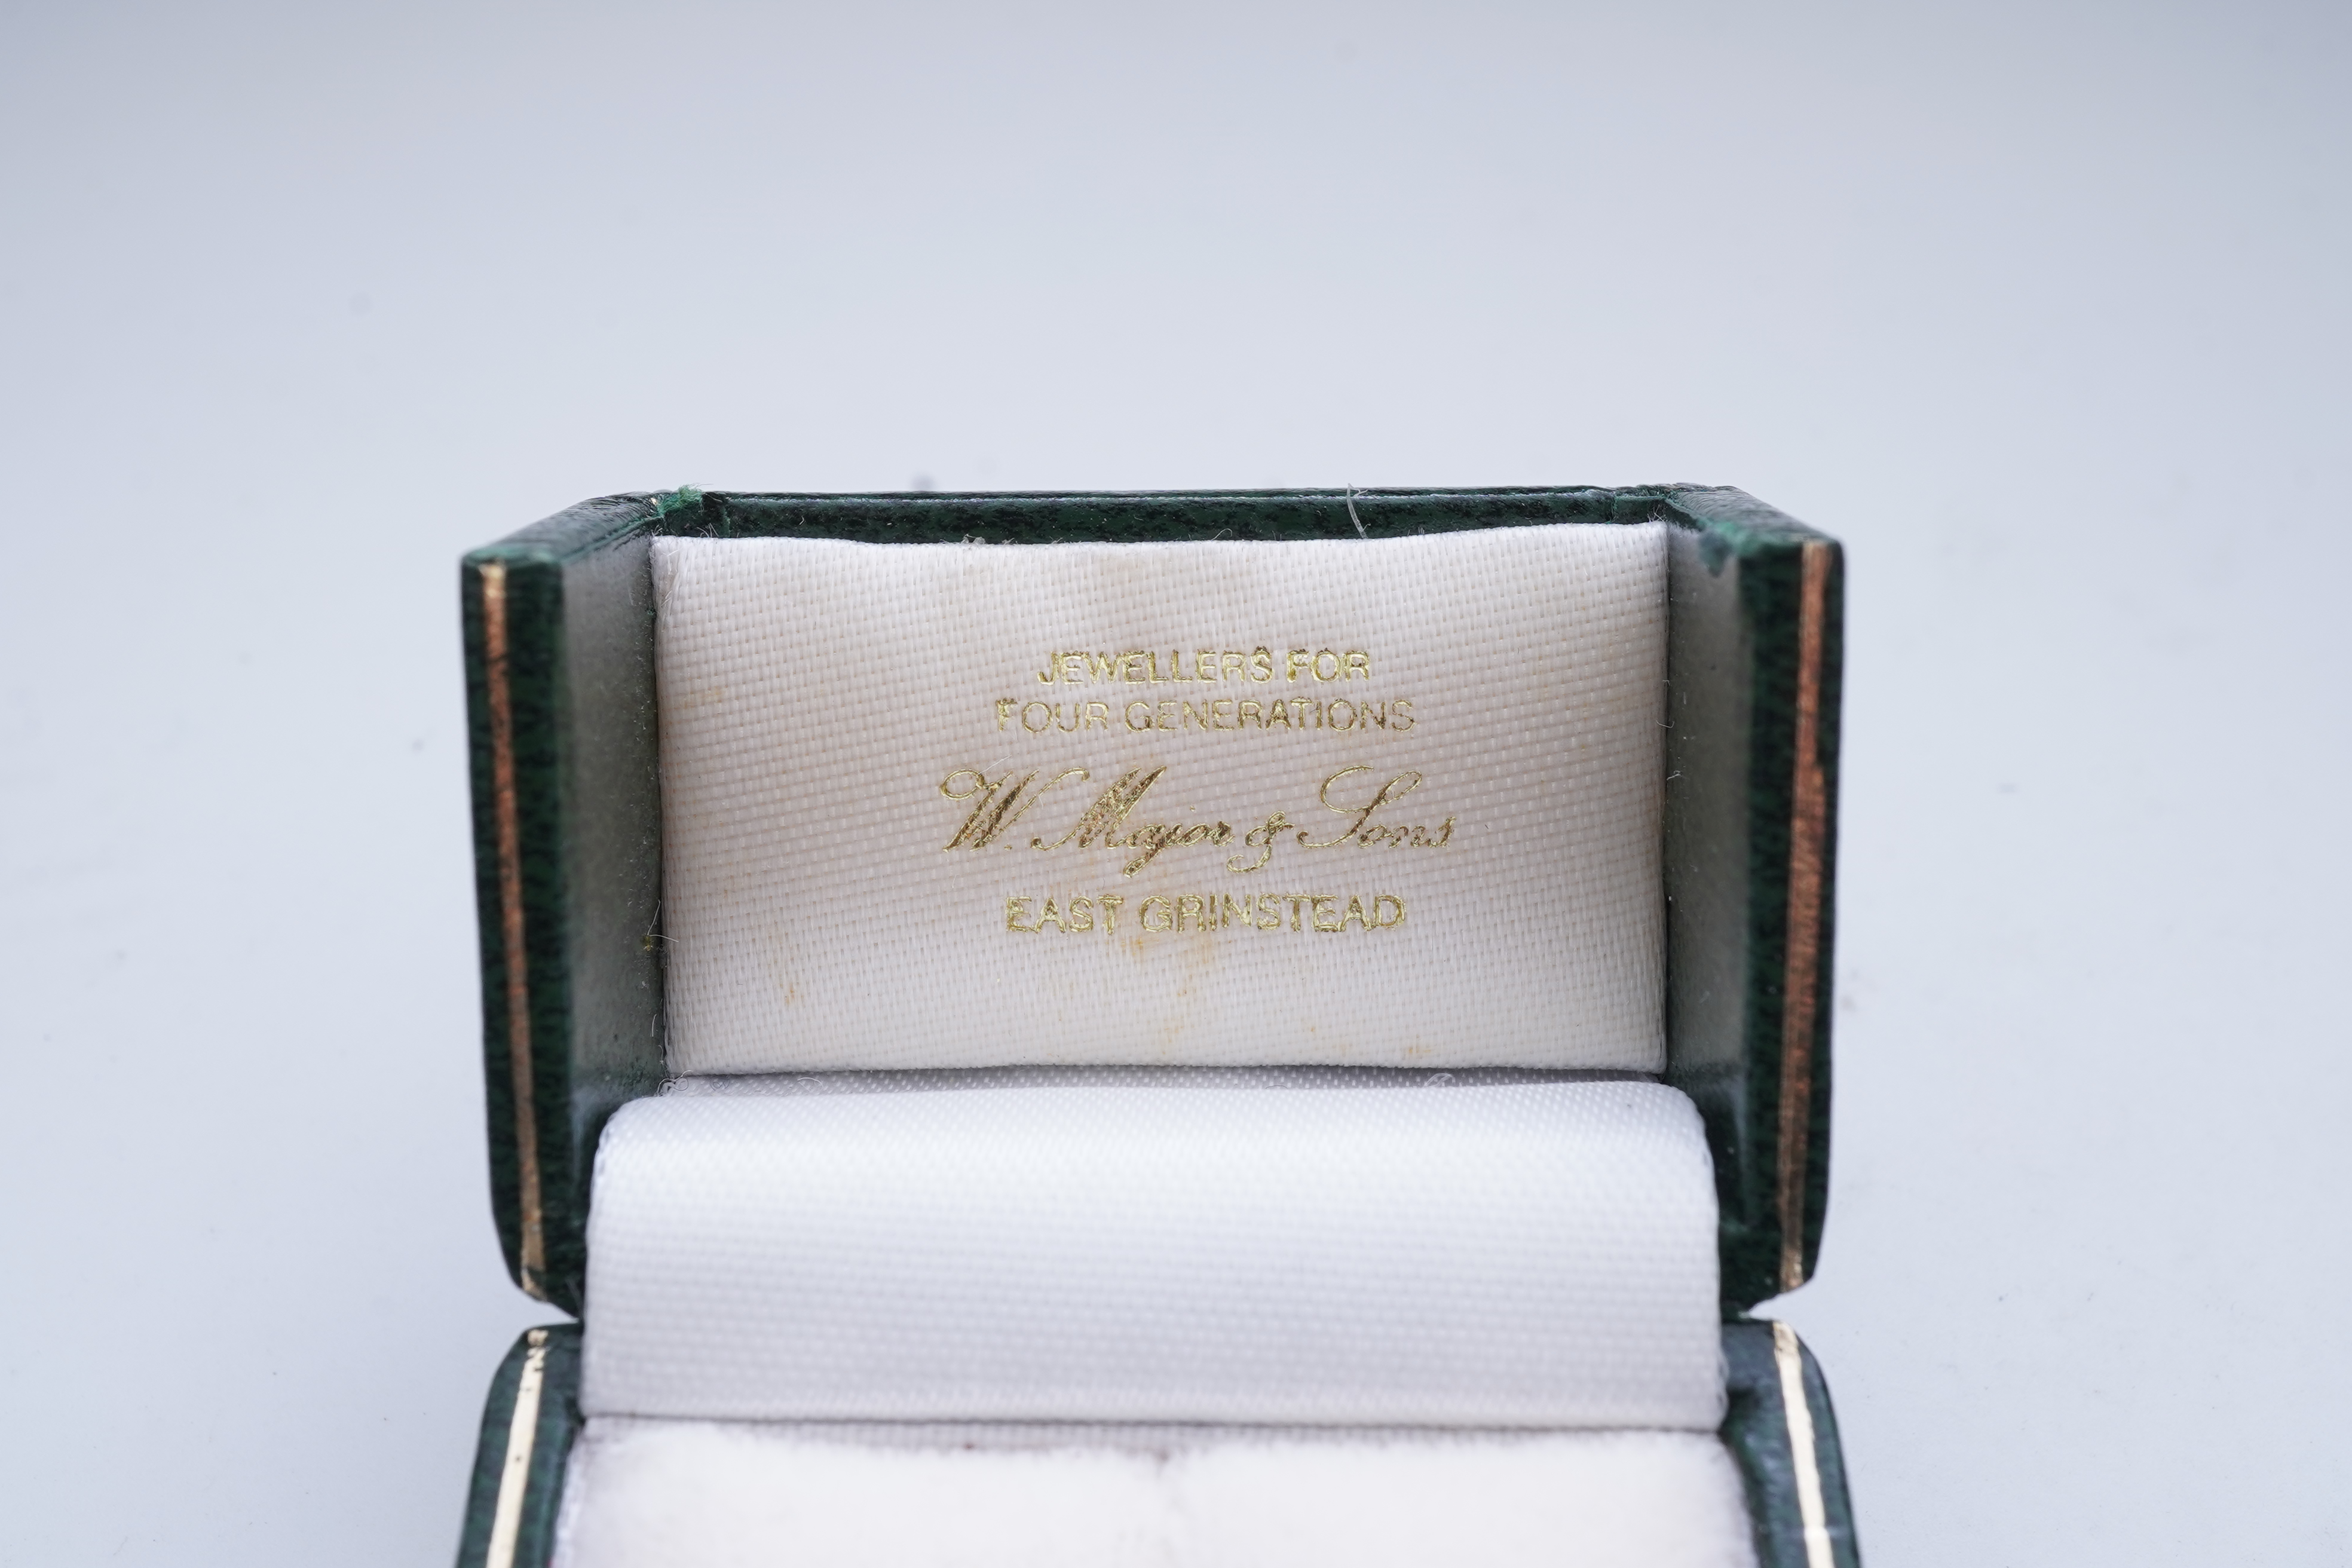 JEWELLERS FOR
FOUR GENERATIONS
W. Major & Sons
EAST GRINSTEAD